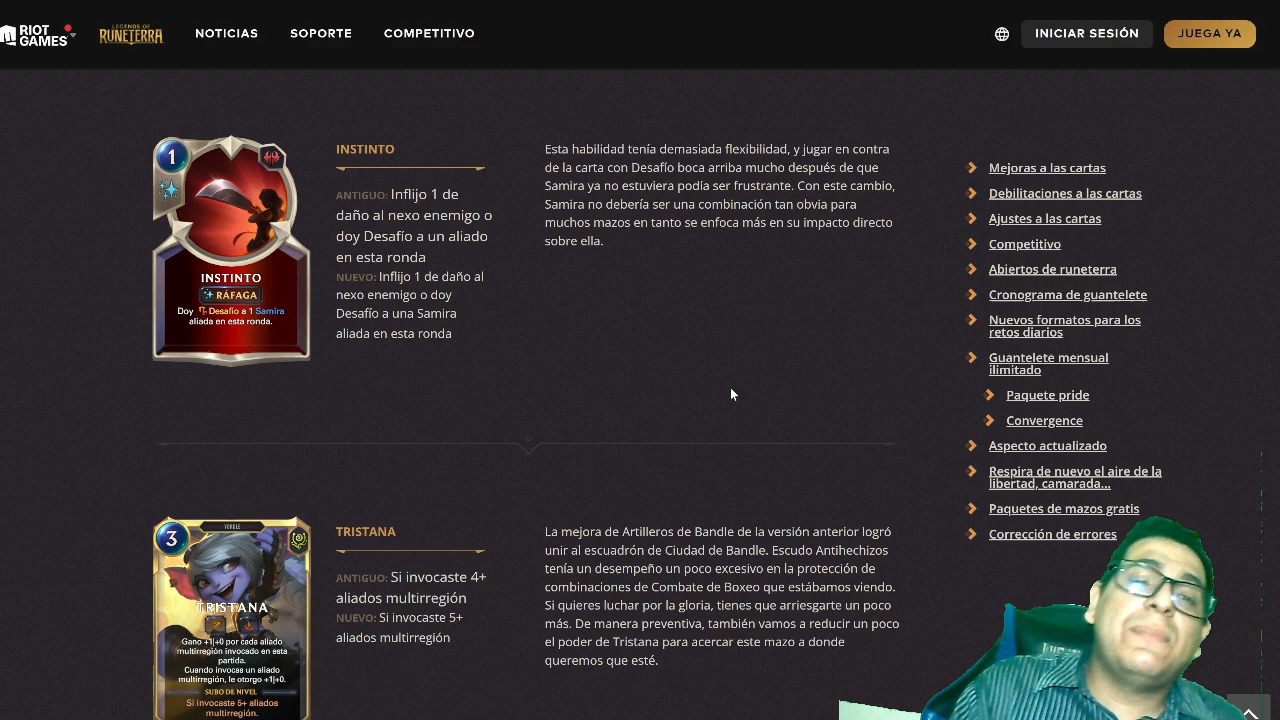 RIOT GAMES
LEGENDS OF RUNETERRA
NOTICIAS
SOPORTE
COMPETITIVO
INICIAR SESIÓN
JUEGA YA
1
INSTINTO
RÁFAGA
Doy Desafío a 1 Samira
aliada en esta ronda.
INSTINTO
ANTIGUO: Inflijo 1 de
daño al nexo enemigo o
doy Desafío a un aliado
en esta ronda
NUEVO: Inflijo 1 de daño al
nexo enemigo o doy
Desafío a una Samira
aliada en esta ronda
Esta habilidad tenía demasiada flexibilidad, y jugar en contra
de la carta con Desafío boca arriba mucho después de que
Samira ya no estuviera podía ser frustrante. Con este cambio,
Samira no debería ser una combinación tan obvia para
muchos mazos en tanto se enfoca más en su impacto directo
sobre ella.
YORDLE
3
TRISTANA
Gano +1|+0 por cada aliado
multirregión invocado en esta
partida.
Cuando invocas un aliado
multirregión, le otorgo +1|+0.
SUBO DE NIVEL
Si invocaste 5+ aliados
multirregión.
TRISTANA
ANTIGUO: Si invocaste 4+
aliados multirregión
NUEVO: Si invocaste 5+
aliados multirregión
La mejora de Artilleros de Bandle de la versión anterior logró
unir al escuadrón de Ciudad de Bandle. Escudo Antihechizos
tenía un desempeño un poco excesivo en la protección de
combinaciones de Combate de Boxeo que estábamos viendo.
Si quieres luchar por la gloria, tienes que arriesgarte un poco
más. De manera preventiva, también vamos a reducir un poco
el poder de Tristana para acercar este mazo a donde
queremos que esté.
Mejoras a las cartas
Debilitaciones a las cartas
Ajustes a las cartas
Competitivo
Abiertos de runeterra
Cronograma de guantelete
Nuevos formatos para los
retos diarios
Guantelete mensual
ilimitado
Paquete pride
Convergence
Aspecto actualizado
Respira de nuevo el aire de la
libertad, camarada...
Paquetes de mazos gratis
Corrección de errores